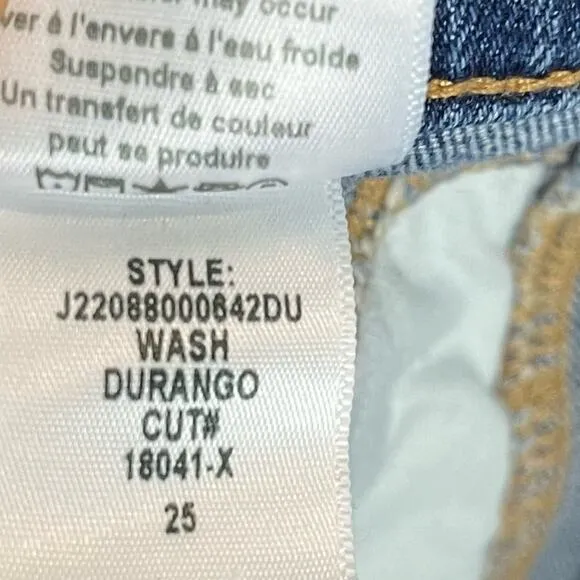 may occur
ver à l'envers à l'eau froide
Suspendre à sec
Un transfert de couleur
peut se produire
STYLE:
J22088000642DU
WASH
DURANGO
CUT#
18041-X
25